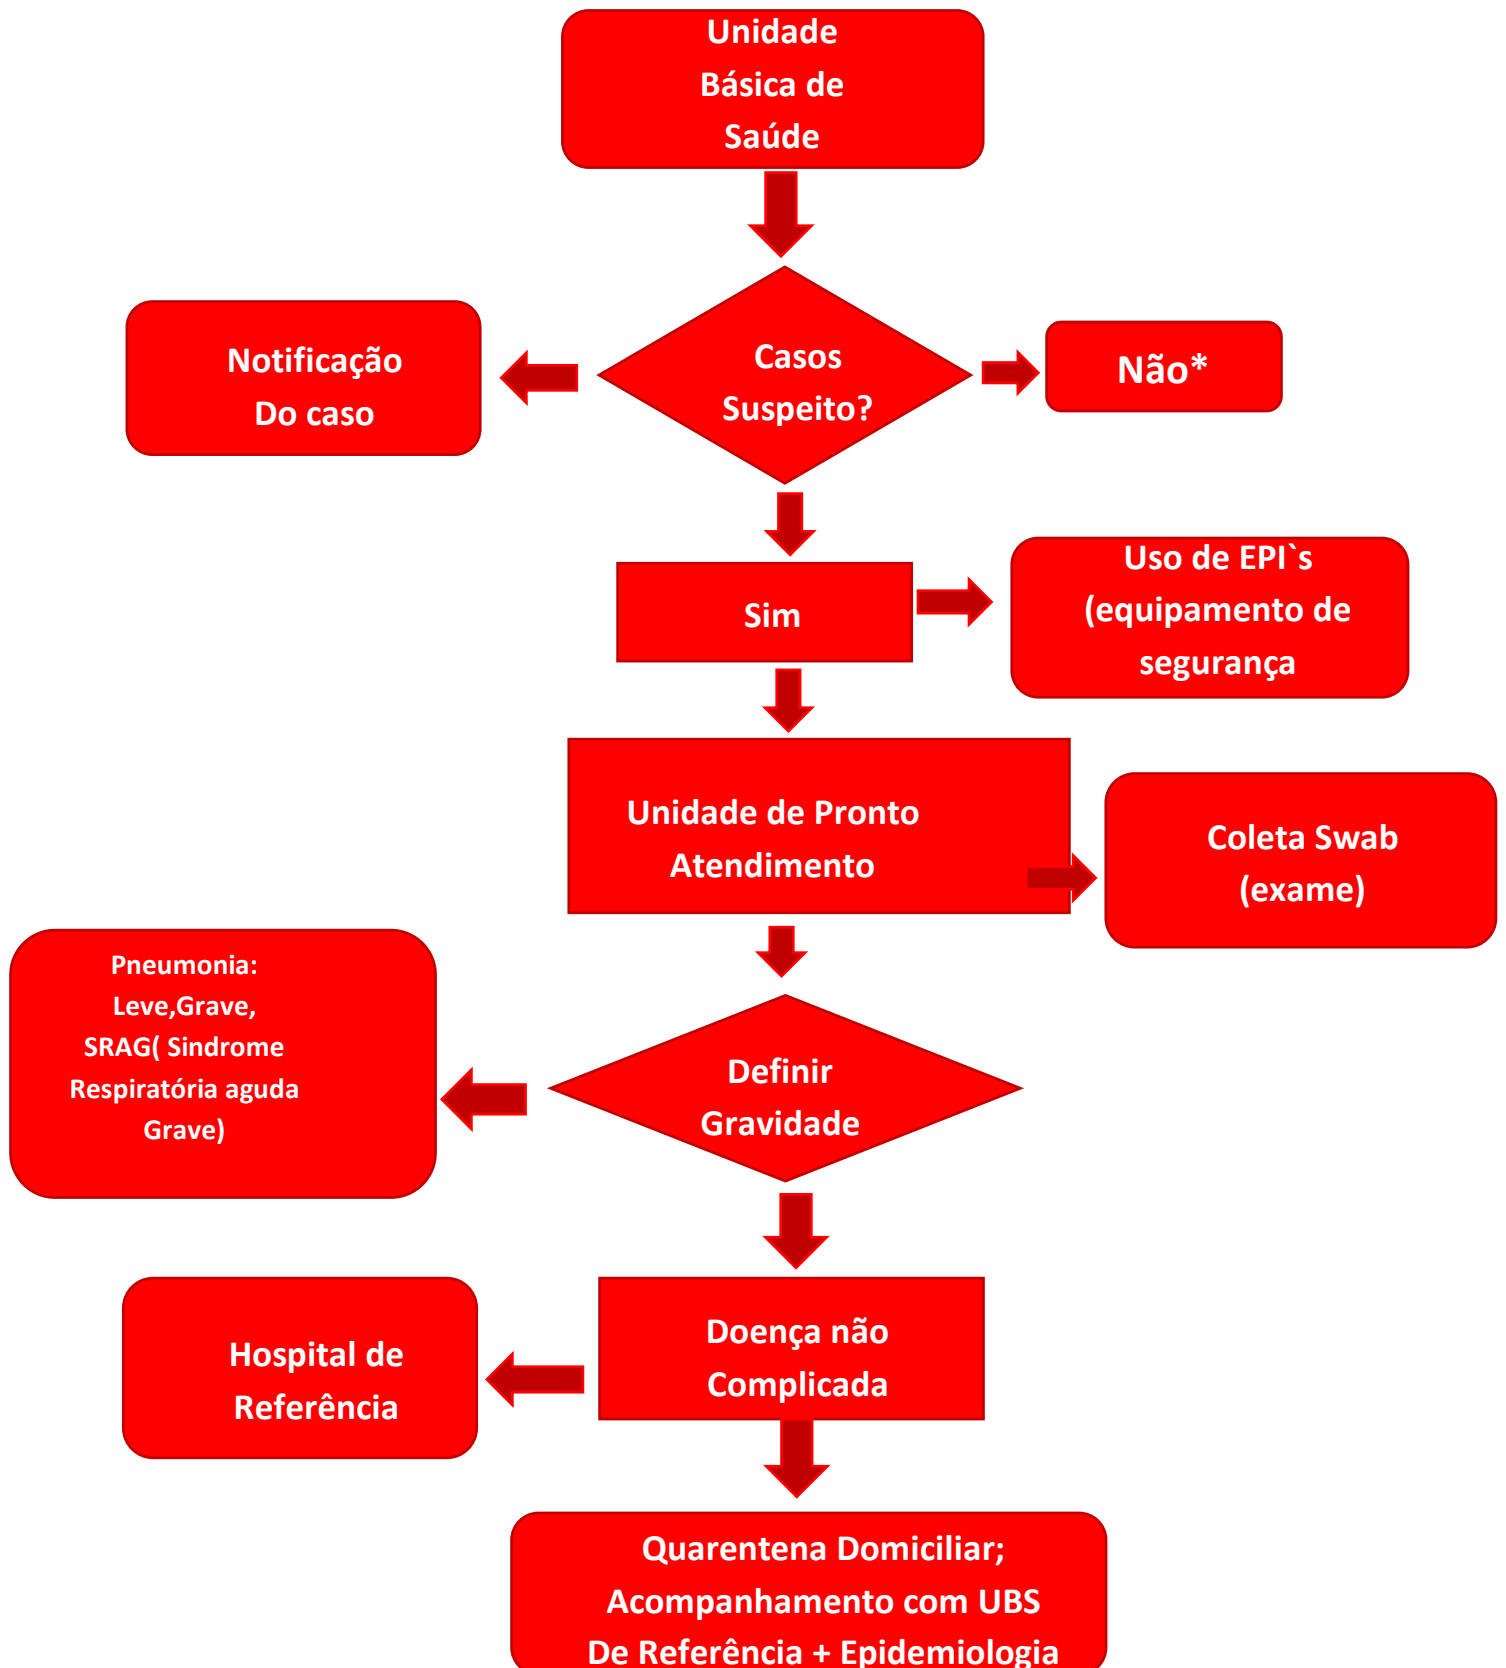 Unidade
Básica de
Saúde
Notificação
Do caso
Casos
Suspeito?
Não*
Sim
Uso de EPI`s
(equipamento de
segurança
Unidade de Pronto
Atendimento
Coleta Swab
(exame)
Pneumonia:
Leve,Grave,
SRAG( Sindrome
Respiratória aguda
Grave)
Definir
Gravidade
Hospital de
Referência
Doença não
Complicada
Quarentena Domiciliar;
Acompanhamento com UBS
De Referência + Epidemiologia